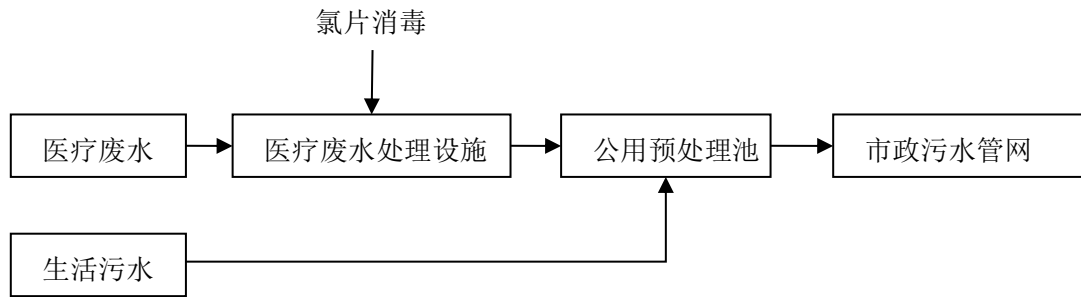 氯片消毒
医疗废水
医疗废水处理设施
公用预处理池
市政污水管网
生活污水